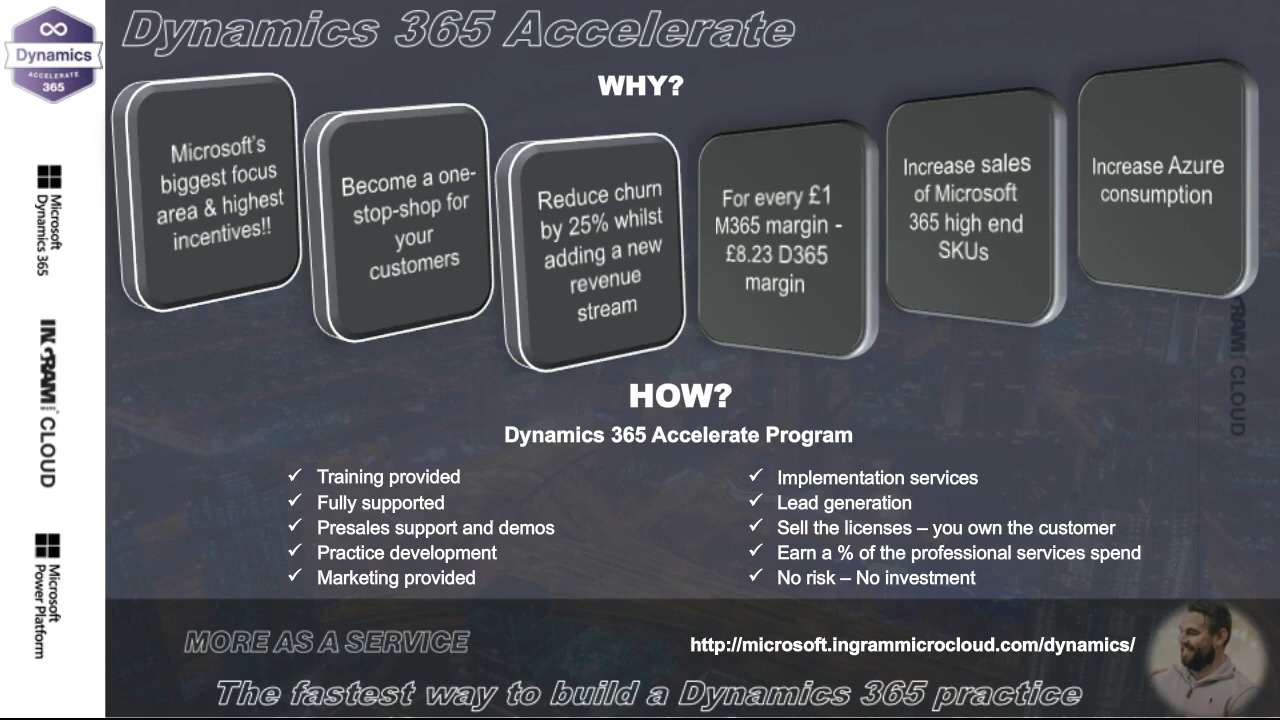 Dynamics 365 Accelerate
Dynamics
ACCELERATE
365
Microsoft
Dynamics 365
INGRAM MICRO CLOUD
Microsoft
Power Platform
WHY?
Microsoft's
biggest focus
area & highest
incentives!!
Become a one-
stop-shop for
your
customers
Reduce churn
by 25% whilst
adding a new
revenue
stream
For every £1
M365 margin -
£8.23 D365
margin
Increase sales
of Microsoft
365 high end
SKUs
Increase Azure
consumption
RAM CLOUD
HOW?
Dynamics 365 Accelerate Program
✓ Training provided
✓ Fully supported
✓ Presales support and demos
✓ Practice development
✓ Marketing provided
✓ Implementation services
✓ Lead generation
✓ Sell the licenses – you own the customer
✓ Earn a % of the professional services spend
✓ No risk – No investment
MORE AS A SERVICE
http://microsoft.ingrammicrocloud.com/dynamics/
The fastest way to build a Dynamics 365 practice